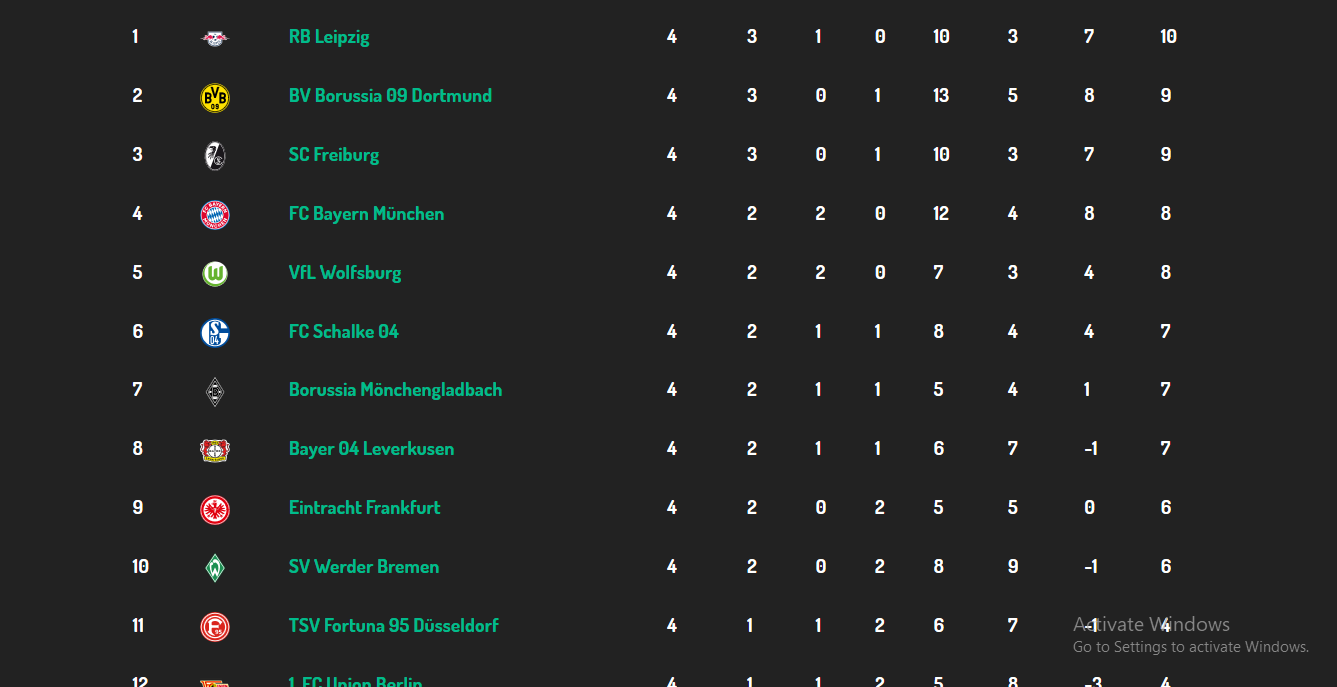 1 RB Leipzig 4 3 1 0 10 3 7 10
2 BVB 09 BV Borussia 09 Dortmund 4 3 0 1 13 5 8 9
3 SC Freiburg 4 3 0 1 10 3 7 9
4 FC Bayern München 4 2 2 0 12 4 8 8
5 W VfL Wolfsburg 4 2 2 0 7 3 4 8
6 S 04 FC Schalke 04 4 2 1 1 8 4 4 7
7 Borussia Mönchengladbach 4 2 1 1 5 4 1 7
8 Bayer 04 Leverkusen 4 2 1 1 6 7 -1 7
9 Eintracht Frankfurt 4 2 0 2 5 5 0 6
10 W SV Werder Bremen 4 2 0 2 8 9 -1 6
11 F 95 TSV Fortuna 95 Düsseldorf 4 1 1 2 6 7 -1 4
Activate Windows
Go to Settings to activate Windows.
12 1. FC Union Berlin 4 1 1 2 5 8 -3 4